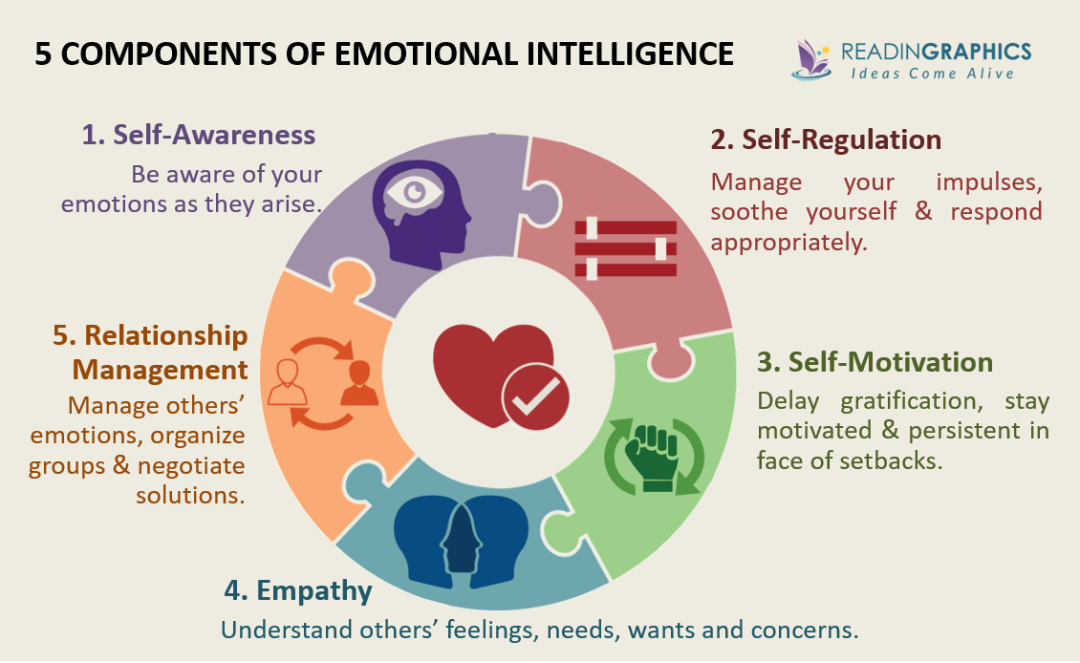 5 COMPONENTS OF EMOTIONAL INTELLIGENCE
READINGRAPHICS
Ideas Come Alive
1. Self-Awareness
Be aware of your
emotions as they arise.
2. Self-Regulation
Manage your impulses,
soothe yourself & respond
appropriately.
3. Self-Motivation
Delay gratification, stay
motivated & persistent in
face of setbacks.
4. Empathy
Understand others’ feelings, needs, wants and concerns.
5. Relationship
Management
Manage others’
emotions, organize
groups & negotiate
solutions.